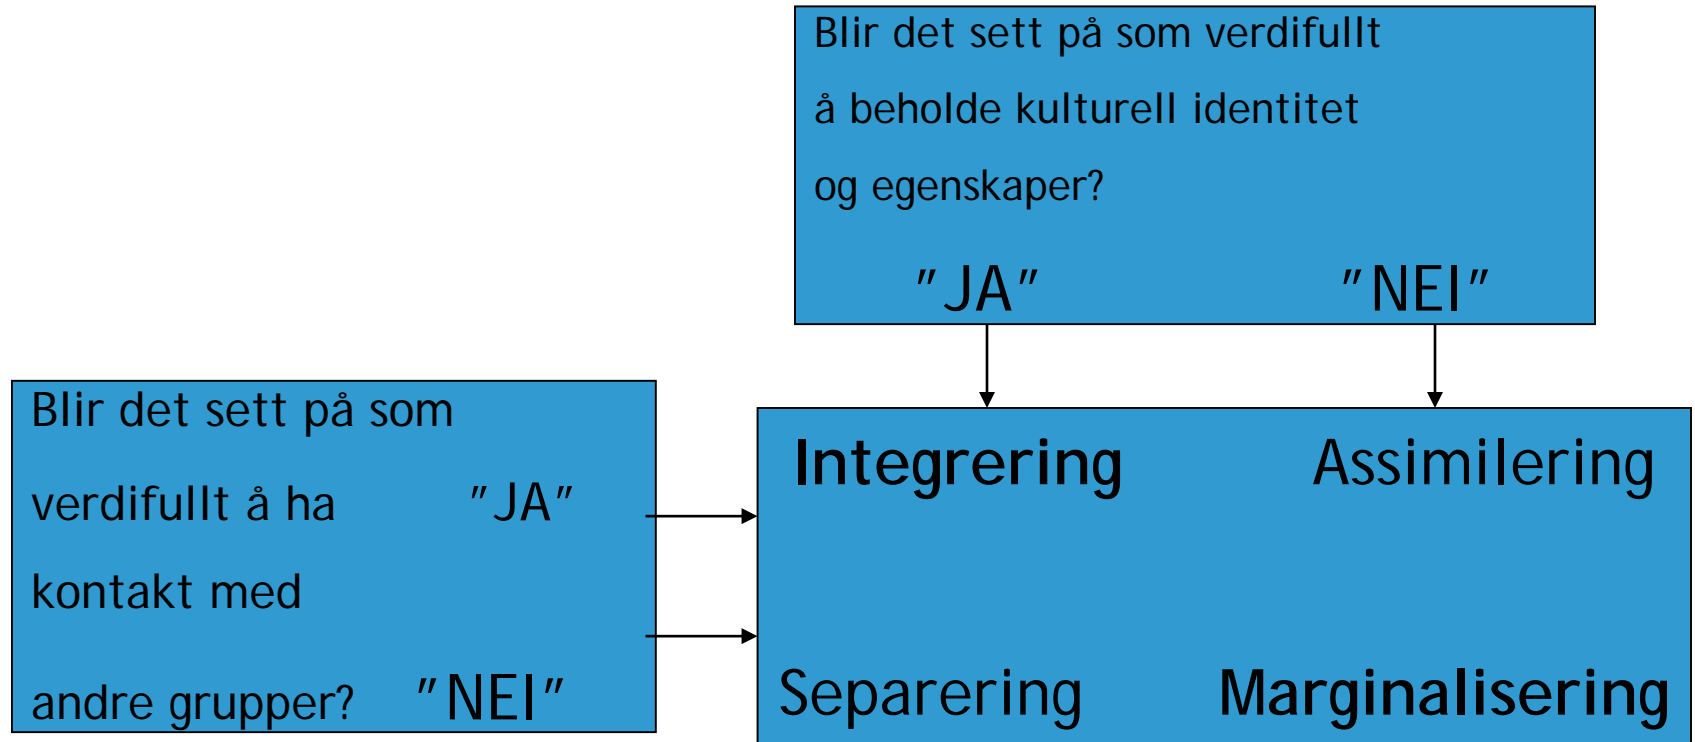 Blir det sett på som verdifullt
å beholde kulturell identitet
og egenskaper?
"JA" "NEI"
Blir det sett på som
verdifullt å ha "JA"
kontakt med
andre grupper? "NEI"
Integrering Assimilering
Separering Marginalisering